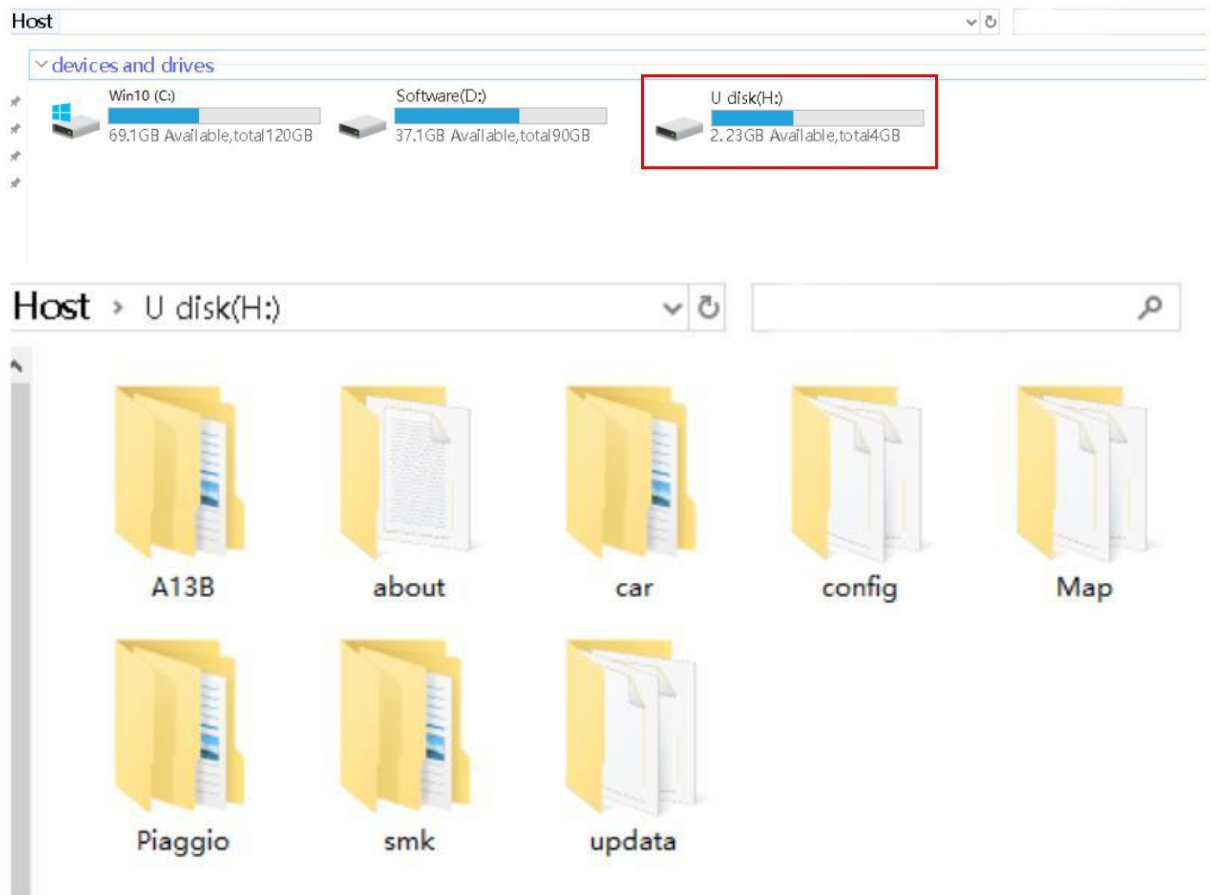 Host
devices and drives
Win10 (C:)
69.1GB Available,total120GB
Software(D:)
37.1GB Available,total90GB
U disk(H:)
2.23GB Available,total4GB
Host > U disk(H:)
A13B
about
car
config
Map
Piaggio
smk
updata